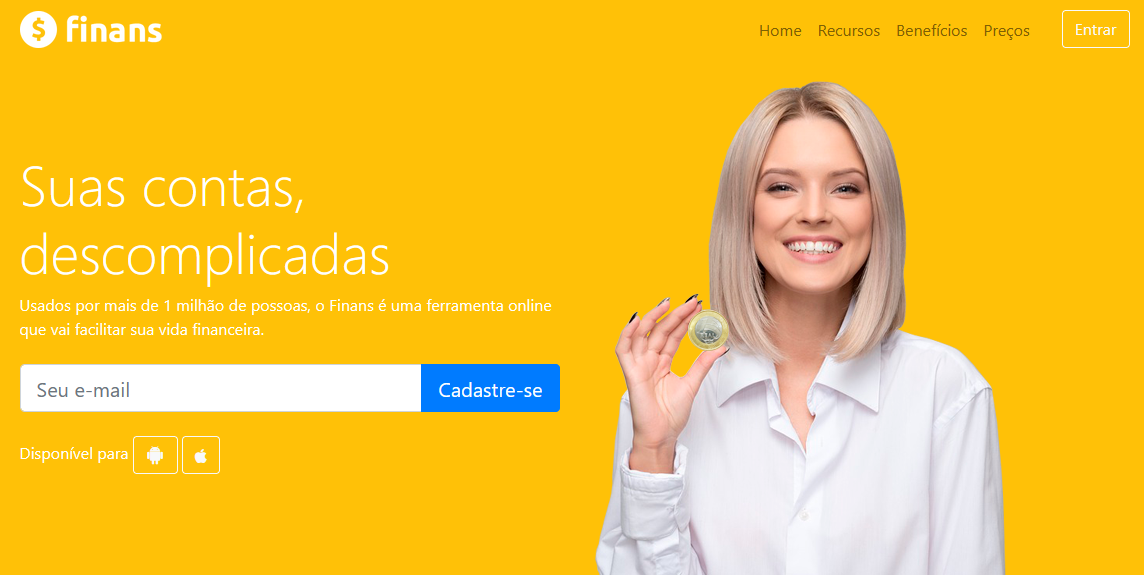 finans
Home Recursos Benefícios Preços Entrar
Suas contas,
descomplicadas
Usados por mais de 1 milhão de possoas, o Finans é uma ferramenta online
que vai facilitar sua vida financeira.
Seu e-mail Cadastre-se
Disponível para